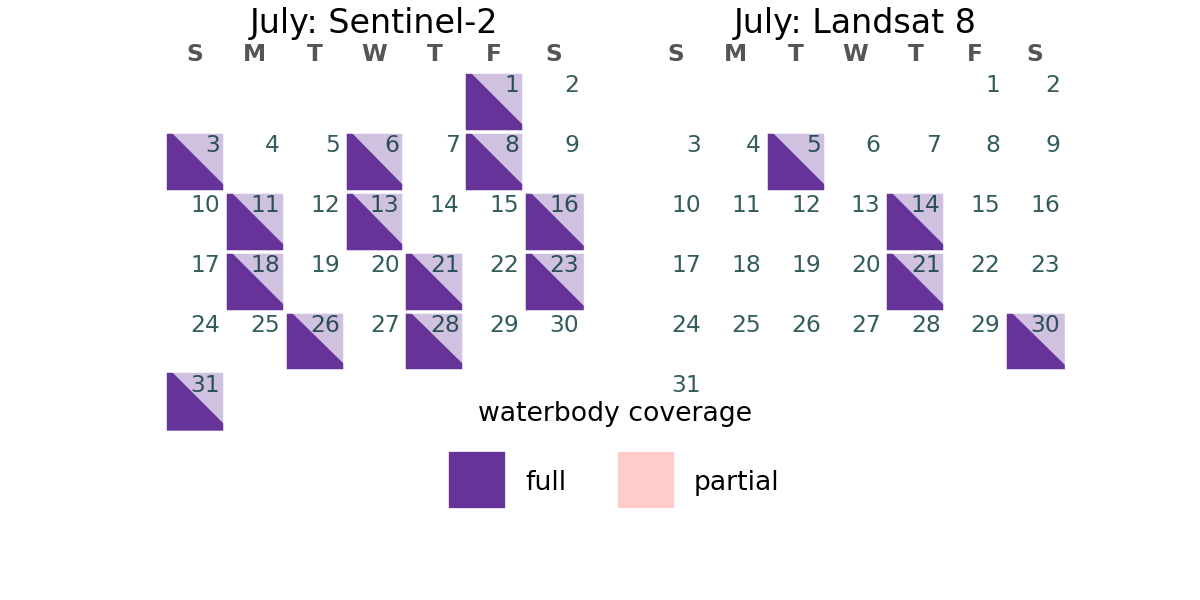 July: Sentinel-2
S M T W T F S
1 2
3 4 5 6 7 8 9
10 11 12 13 14 15 16
17 18 19 20 21 22 23
24 25 26 27 28 29 30
31
July: Landsat 8
S M T W T F S
1 2
3 4 5 6 7 8 9
10 11 12 13 14 15 16
17 18 19 20 21 22 23
24 25 26 27 28 29 30
31
waterbody coverage
full
partial